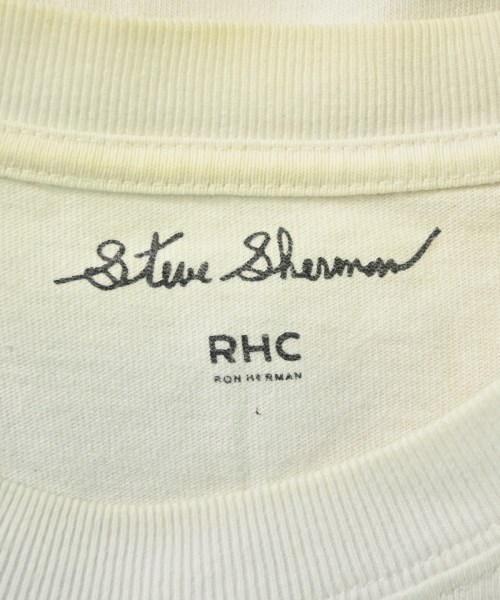 Steve Sherman
RHC
RON HERMAN
L